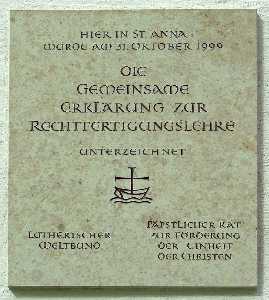 HIER IN ST. ANNA
WURDE AUF 31. OKTOBER 1999
DIE
GEMEINSAME
ERKLÄRUNG ZUR
RECHTFERTIGUNGSLEHRE
UNTERZEICHNET
LUTHERISCHER
WELTBUND
PÄPSTLICHER RAT
ZUR FÖRDERUNG
DER EINHEIT
DER CHRISTEN